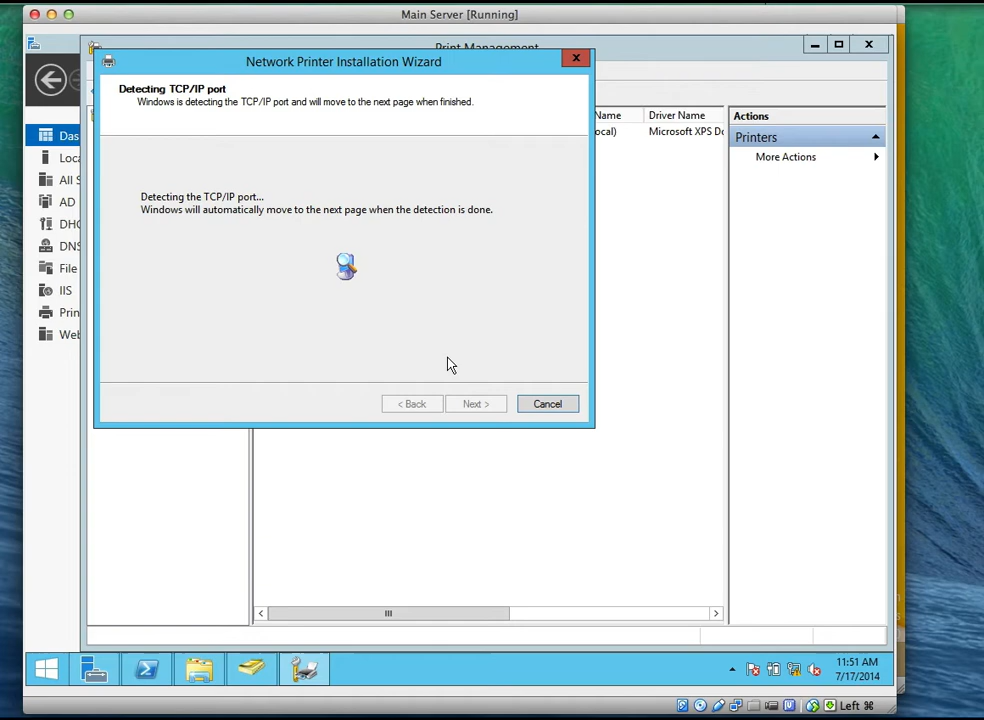 Main Server [Running]
Print Management
Network Printer Installation Wizard
Detecting TCP/IP port
Windows is detecting the TCP/IP port and will move to the next page when finished.
Name
Driver Name
Actions
ocal)
Microsoft XPS Do
Printers
More Actions
Das
Loca
All S
AD
DHC
DNS
File
IIS
Prin
Web
Detecting the TCP/IP port...
Windows will automatically move to the next page when the detection is done.
< Back
Next >
Cancel
11:51 AM
7/17/2014
Left ⌘